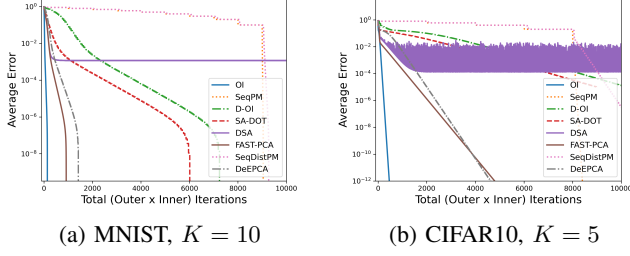 Average Error
10^0
10^-2
10^-4
10^-6
10^-8
0
2000
4000
6000
8000
10000
Total (Outer x Inner) Iterations
OI
SeqPM
D-OI
SA-DOT
DSA
FAST-PCA
SeqDistPM
DeEPCA
(a) MNIST, K = 10
Average Error
10^0
10^-2
10^-4
10^-6
10^-8
10^-10
10^-12
0
2000
4000
6000
8000
10000
Total (Outer x Inner) Iterations
OI
SeqPM
D-OI
SA-DOT
DSA
FAST-PCA
SeqDistPM
DeEPCA
(b) CIFAR10, K = 5